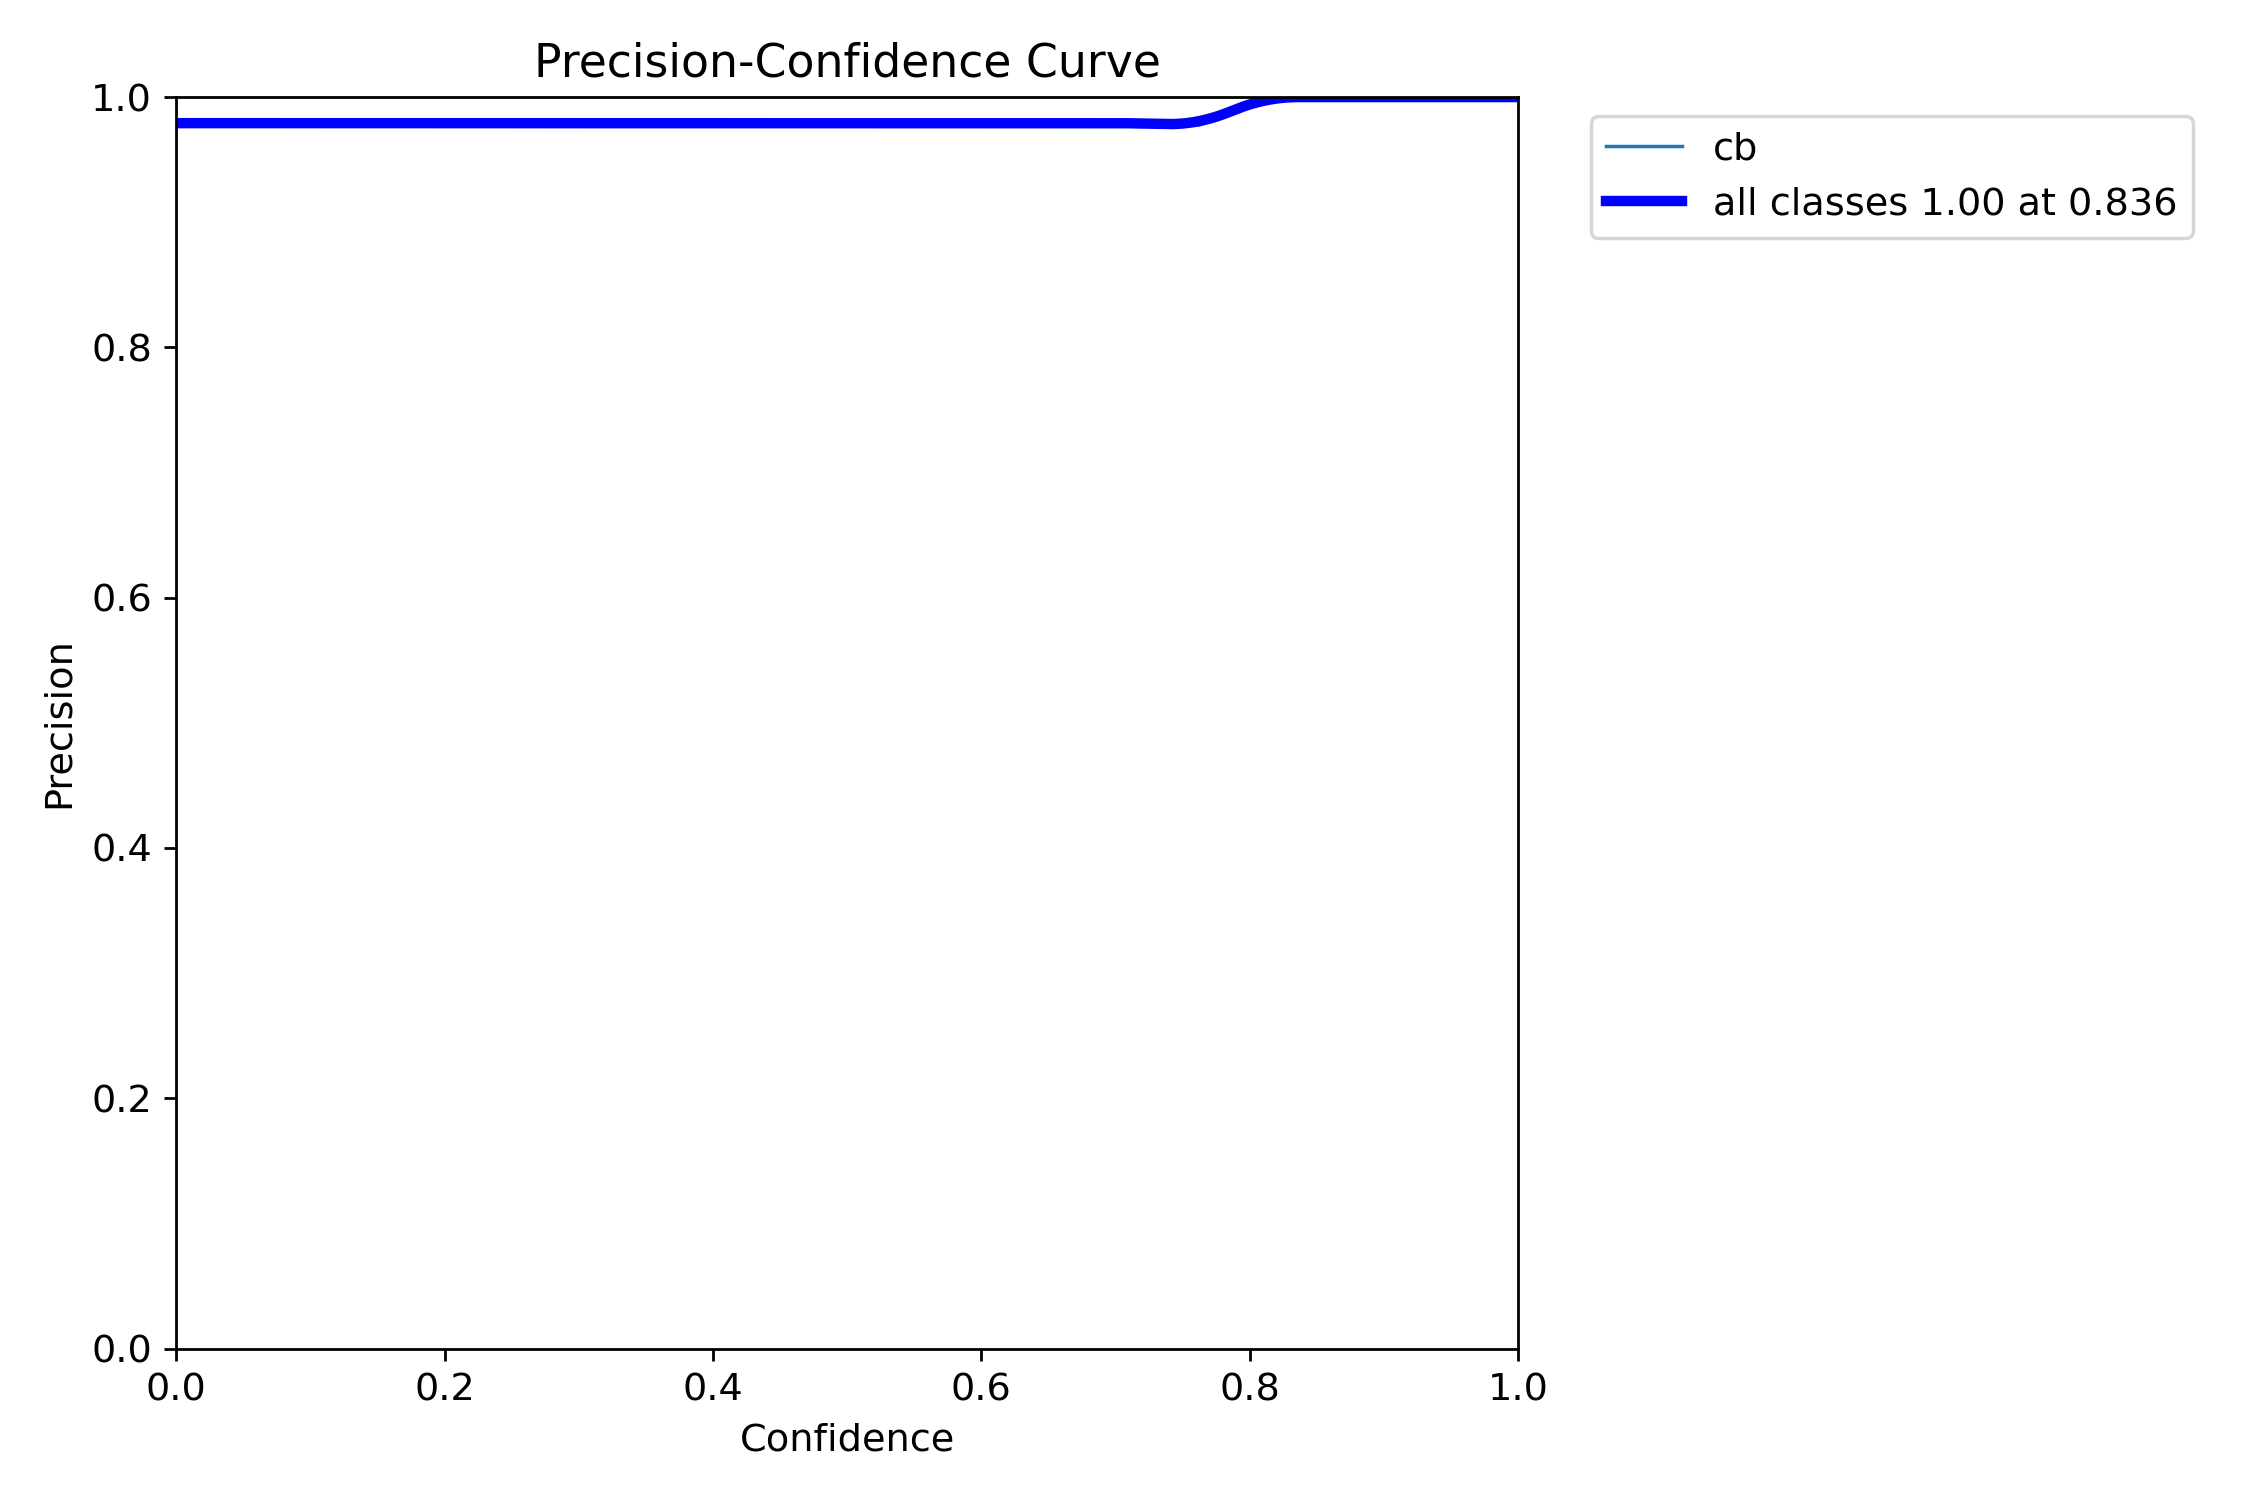 Precision-Confidence Curve
1.0
0.8
0.6
0.4
0.2
0.0
Precision
0.0 0.2 0.4 0.6 0.8 1.0
Confidence
cb
all classes 1.00 at 0.836